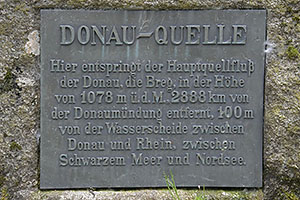 DONAU-QUELLE
Hier entspringt der Hauptquellfluß
der Donau, die Breg, in der Höhe
von 1078 m ü.d.M. 2888 km von
der Donaumündung entfernt, 100 m
von der Wasserscheide zwischen
Donau und Rhein, zwischen
Schwarzem Meer und Nordsee.